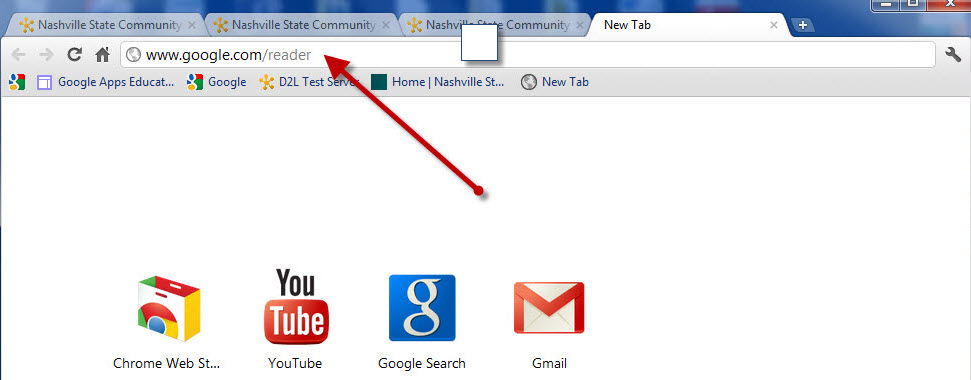 Nashville State Community Nashville State Community Nashville State Community New Tab
www.google.com/reader
Google Apps Educat... Google D2L Test Serve Home | Nashville St... New Tab
You
Tube
g
Chrome Web St... YouTube Google Search Gmail